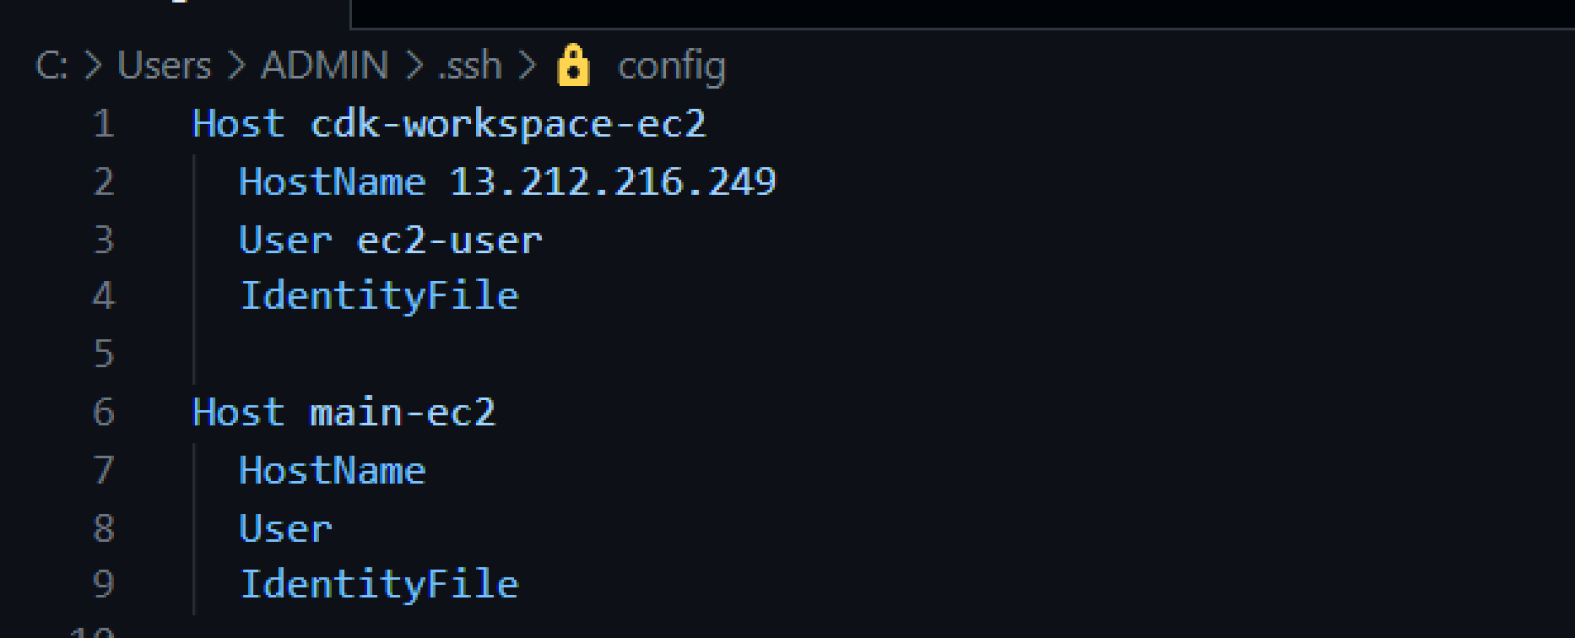 C: > Users > ADMIN > .ssh > config
1 Host cdk-workspace-ec2
2 HostName 13.212.216.249
3 User ec2-user
4 IdentityFile
5
6 Host main-ec2
7 HostName
8 User
9 IdentityFile
10